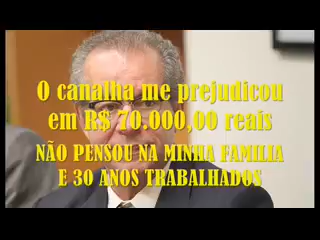 O canalha me prejudicou
em R$ 70.000,00 reais
NÃO PENSOU NA MINHA FAMILIA
E 30 ANOS TRABALHADOS